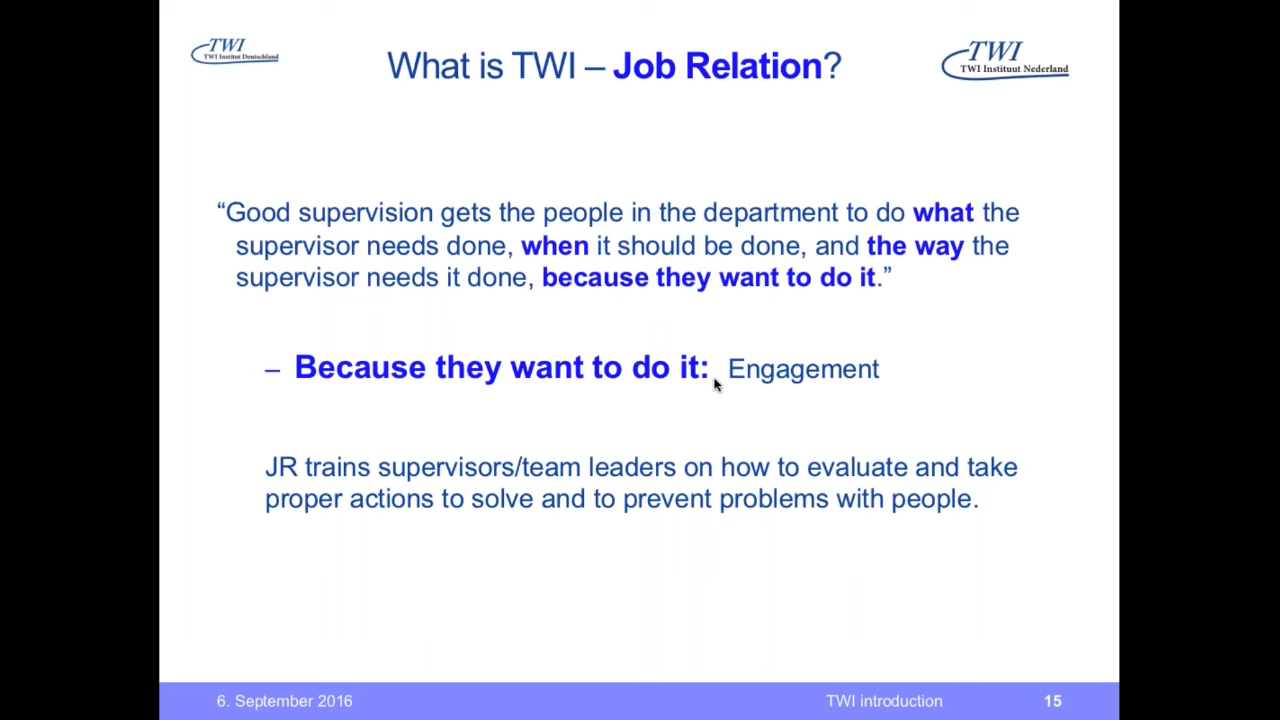 TWI
TWI Institut Deutschland
What is TWI – Job Relation?
TWI
TWI Instituut Nederland
“Good supervision gets the people in the department to do what the
supervisor needs done, when it should be done, and the way the
supervisor needs it done, because they want to do it.”
– Because they want to do it: Engagement
JR trains supervisors/team leaders on how to evaluate and take
proper actions to solve and to prevent problems with people.
6. September 2016
TWI introduction
15